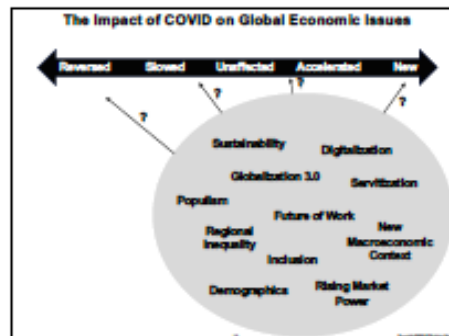 The Impact of COVID on Global Economic Issues
Reversed Slowed Unaffected Accelerated New
?
?
?
?
Sustainability
Digitalization
Globalization 3.0
Servitization
Populism
Future of Work
Regional
Inequality
New
Macroeconomic
Context
Inclusion
Demographics
Rising Market
Power